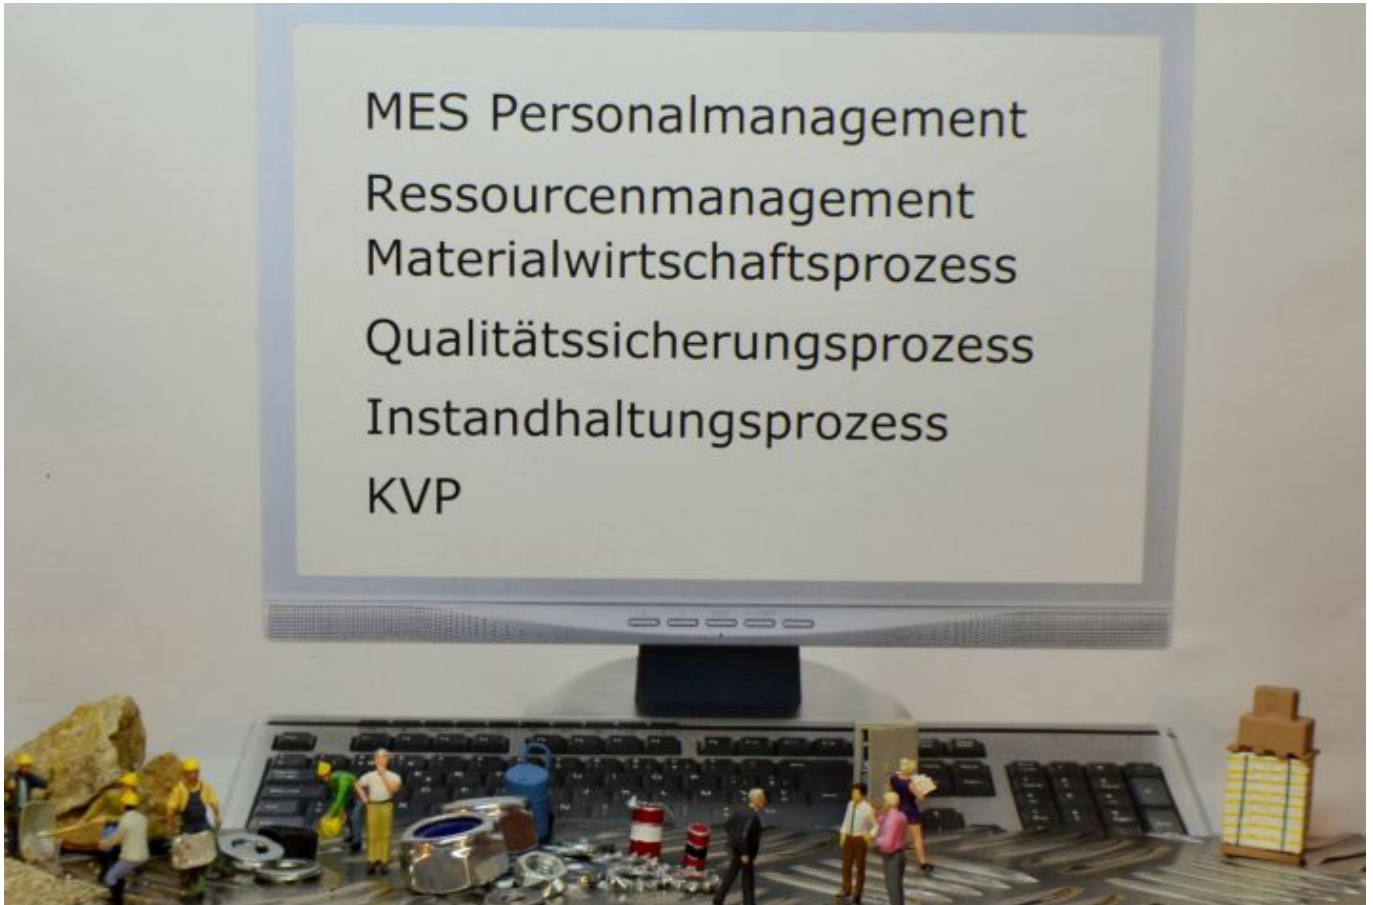 MES Personalmanagement
Ressourcenmanagement
Materialwirtschaftsprozess
Qualitätssicherungsprozess
Instandhaltungsprozess
KVP